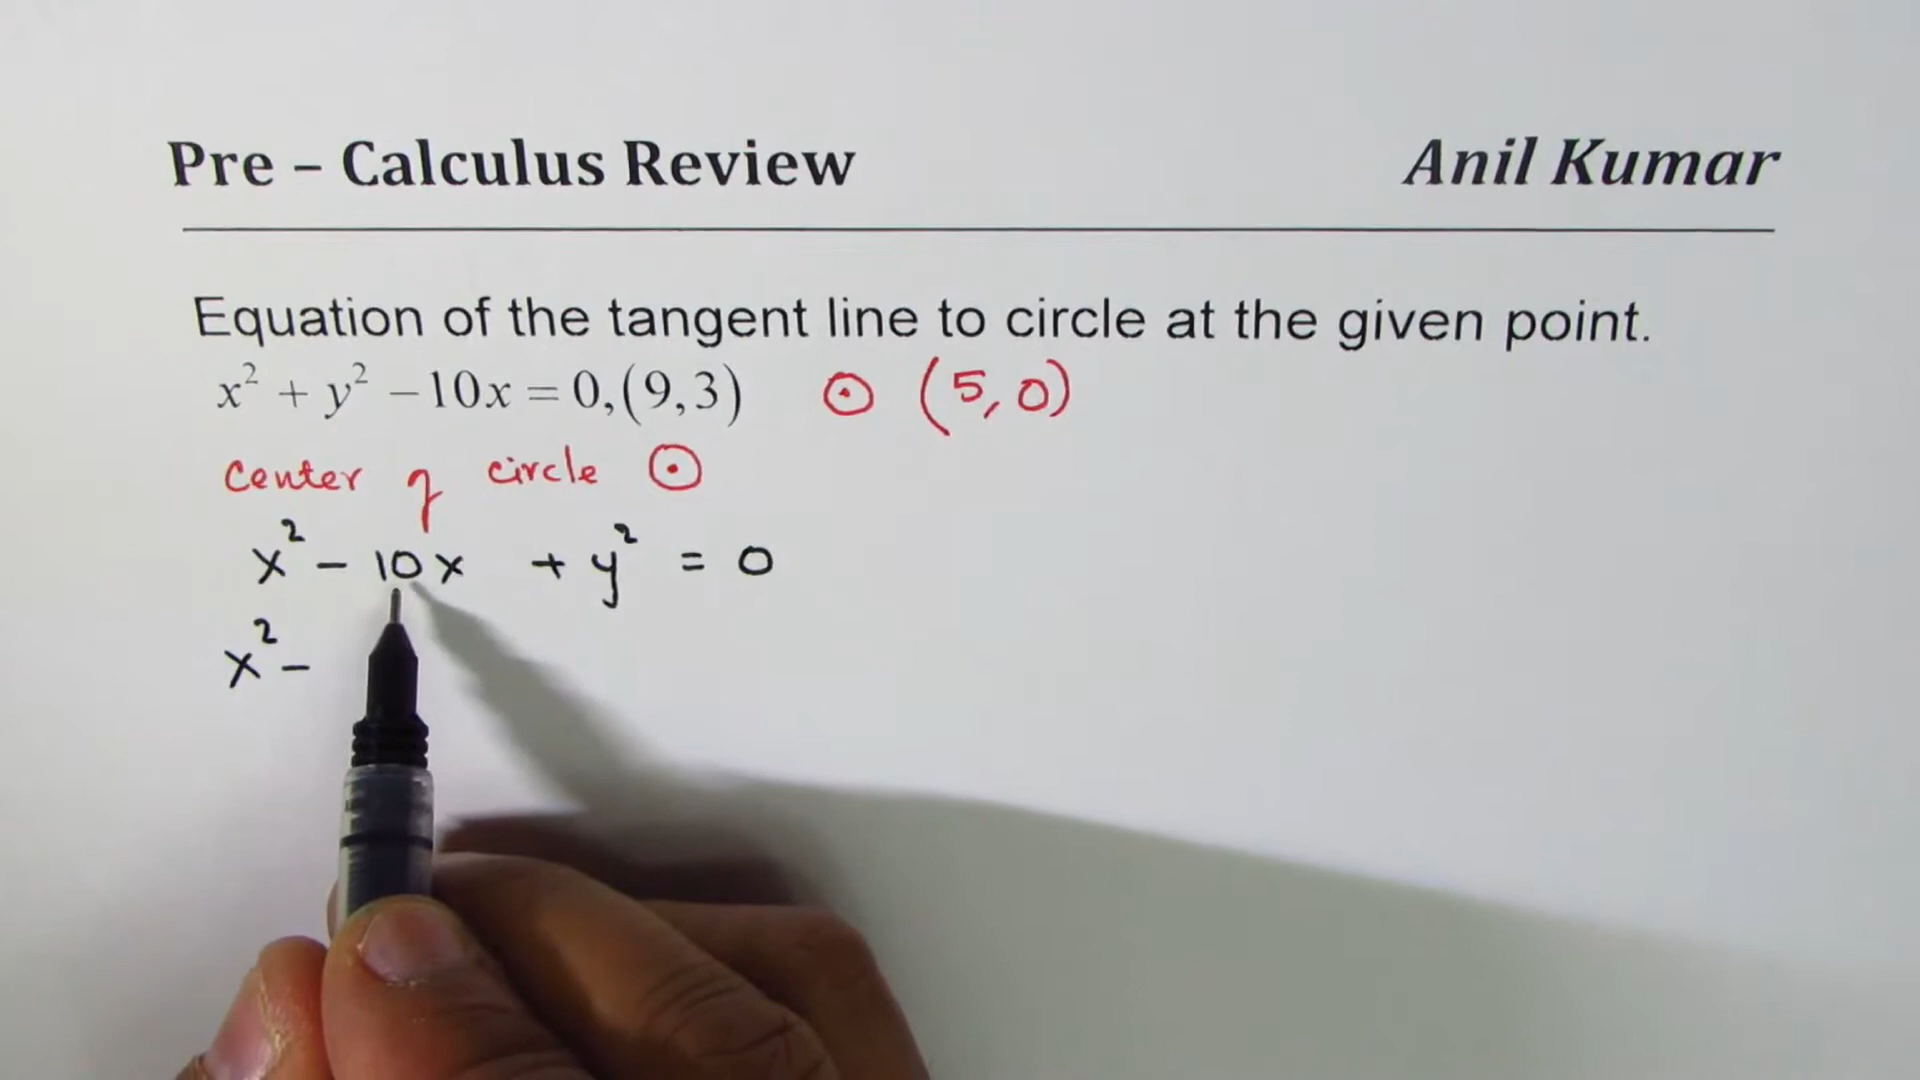 Pre – Calculus Review Anil Kumar
Equation of the tangent line to circle at the given point.
x² + y² – 10x = 0, (9,3) ⊙ (5, 0)
Center of circle ⊙
x² – 10x + y² = 0
x² –